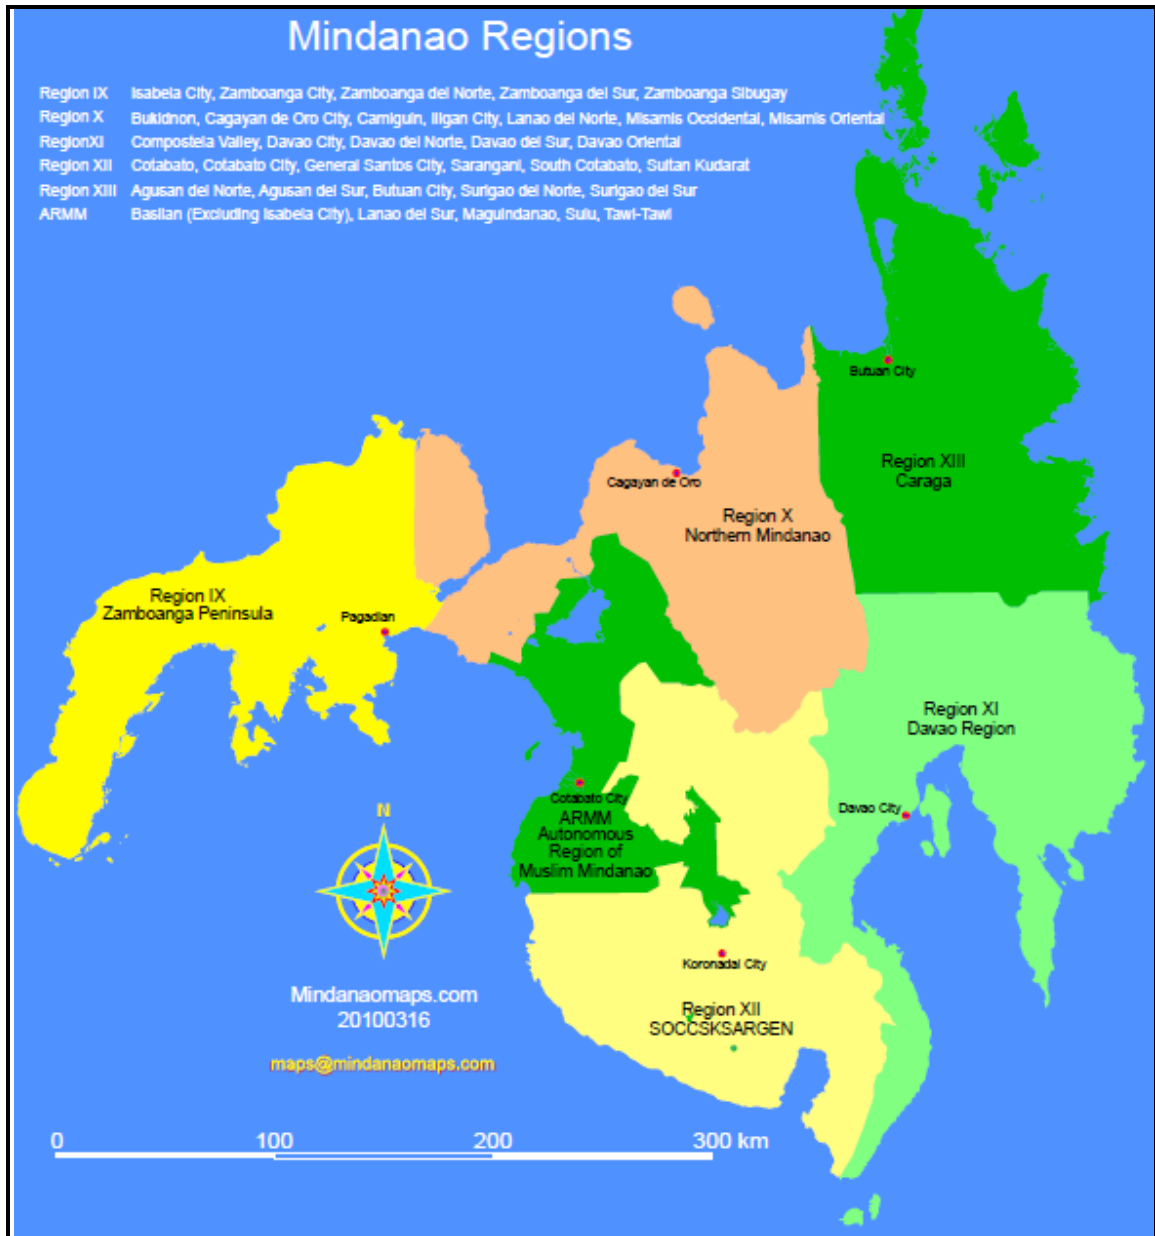 Mindanao Regions
Region IX Isabela City, Zamboanga City, Zamboanga del Norte, Zamboanga del Sur, Zamboanga Sibugay
Region X Bukidnon, Cagayan de Oro City, Camiguin, Iligan City, Lanao del Norte, Misamis Occidental, Misamis Oriental
RegionXI Compostela Valley, Davao City, Davao del Norte, Davao del Sur, Davao Oriental
Region XII Cotabato, Cotabato City, General Santos City, Sarangani, South Cotabato, Sultan Kudarat
Region XIII Agusan del Norte, Agusan del Sur, Butuan City, Surigao del Norte, Surigao del Sur
ARMM Basilan (Excluding Isabela City), Lanao del Sur, Maguindanao, Sulu, Tawi-Tawi
Butuan City
Region XIII
Caraga
Cagayan de Oro
Region X
Northern Mindanao
Region IX
Zamboanga Peninsula
Pagadian
Region XI
Davao Region
Davao City
Cotabato City
ARMM
Autonomous
Region of
Muslim Mindanao
N
Koronadal City
Region XII
SOCCSKSARGEN
Mindanaomaps.com
20100316
maps@mindanaomaps.com
0 100 200 300 km